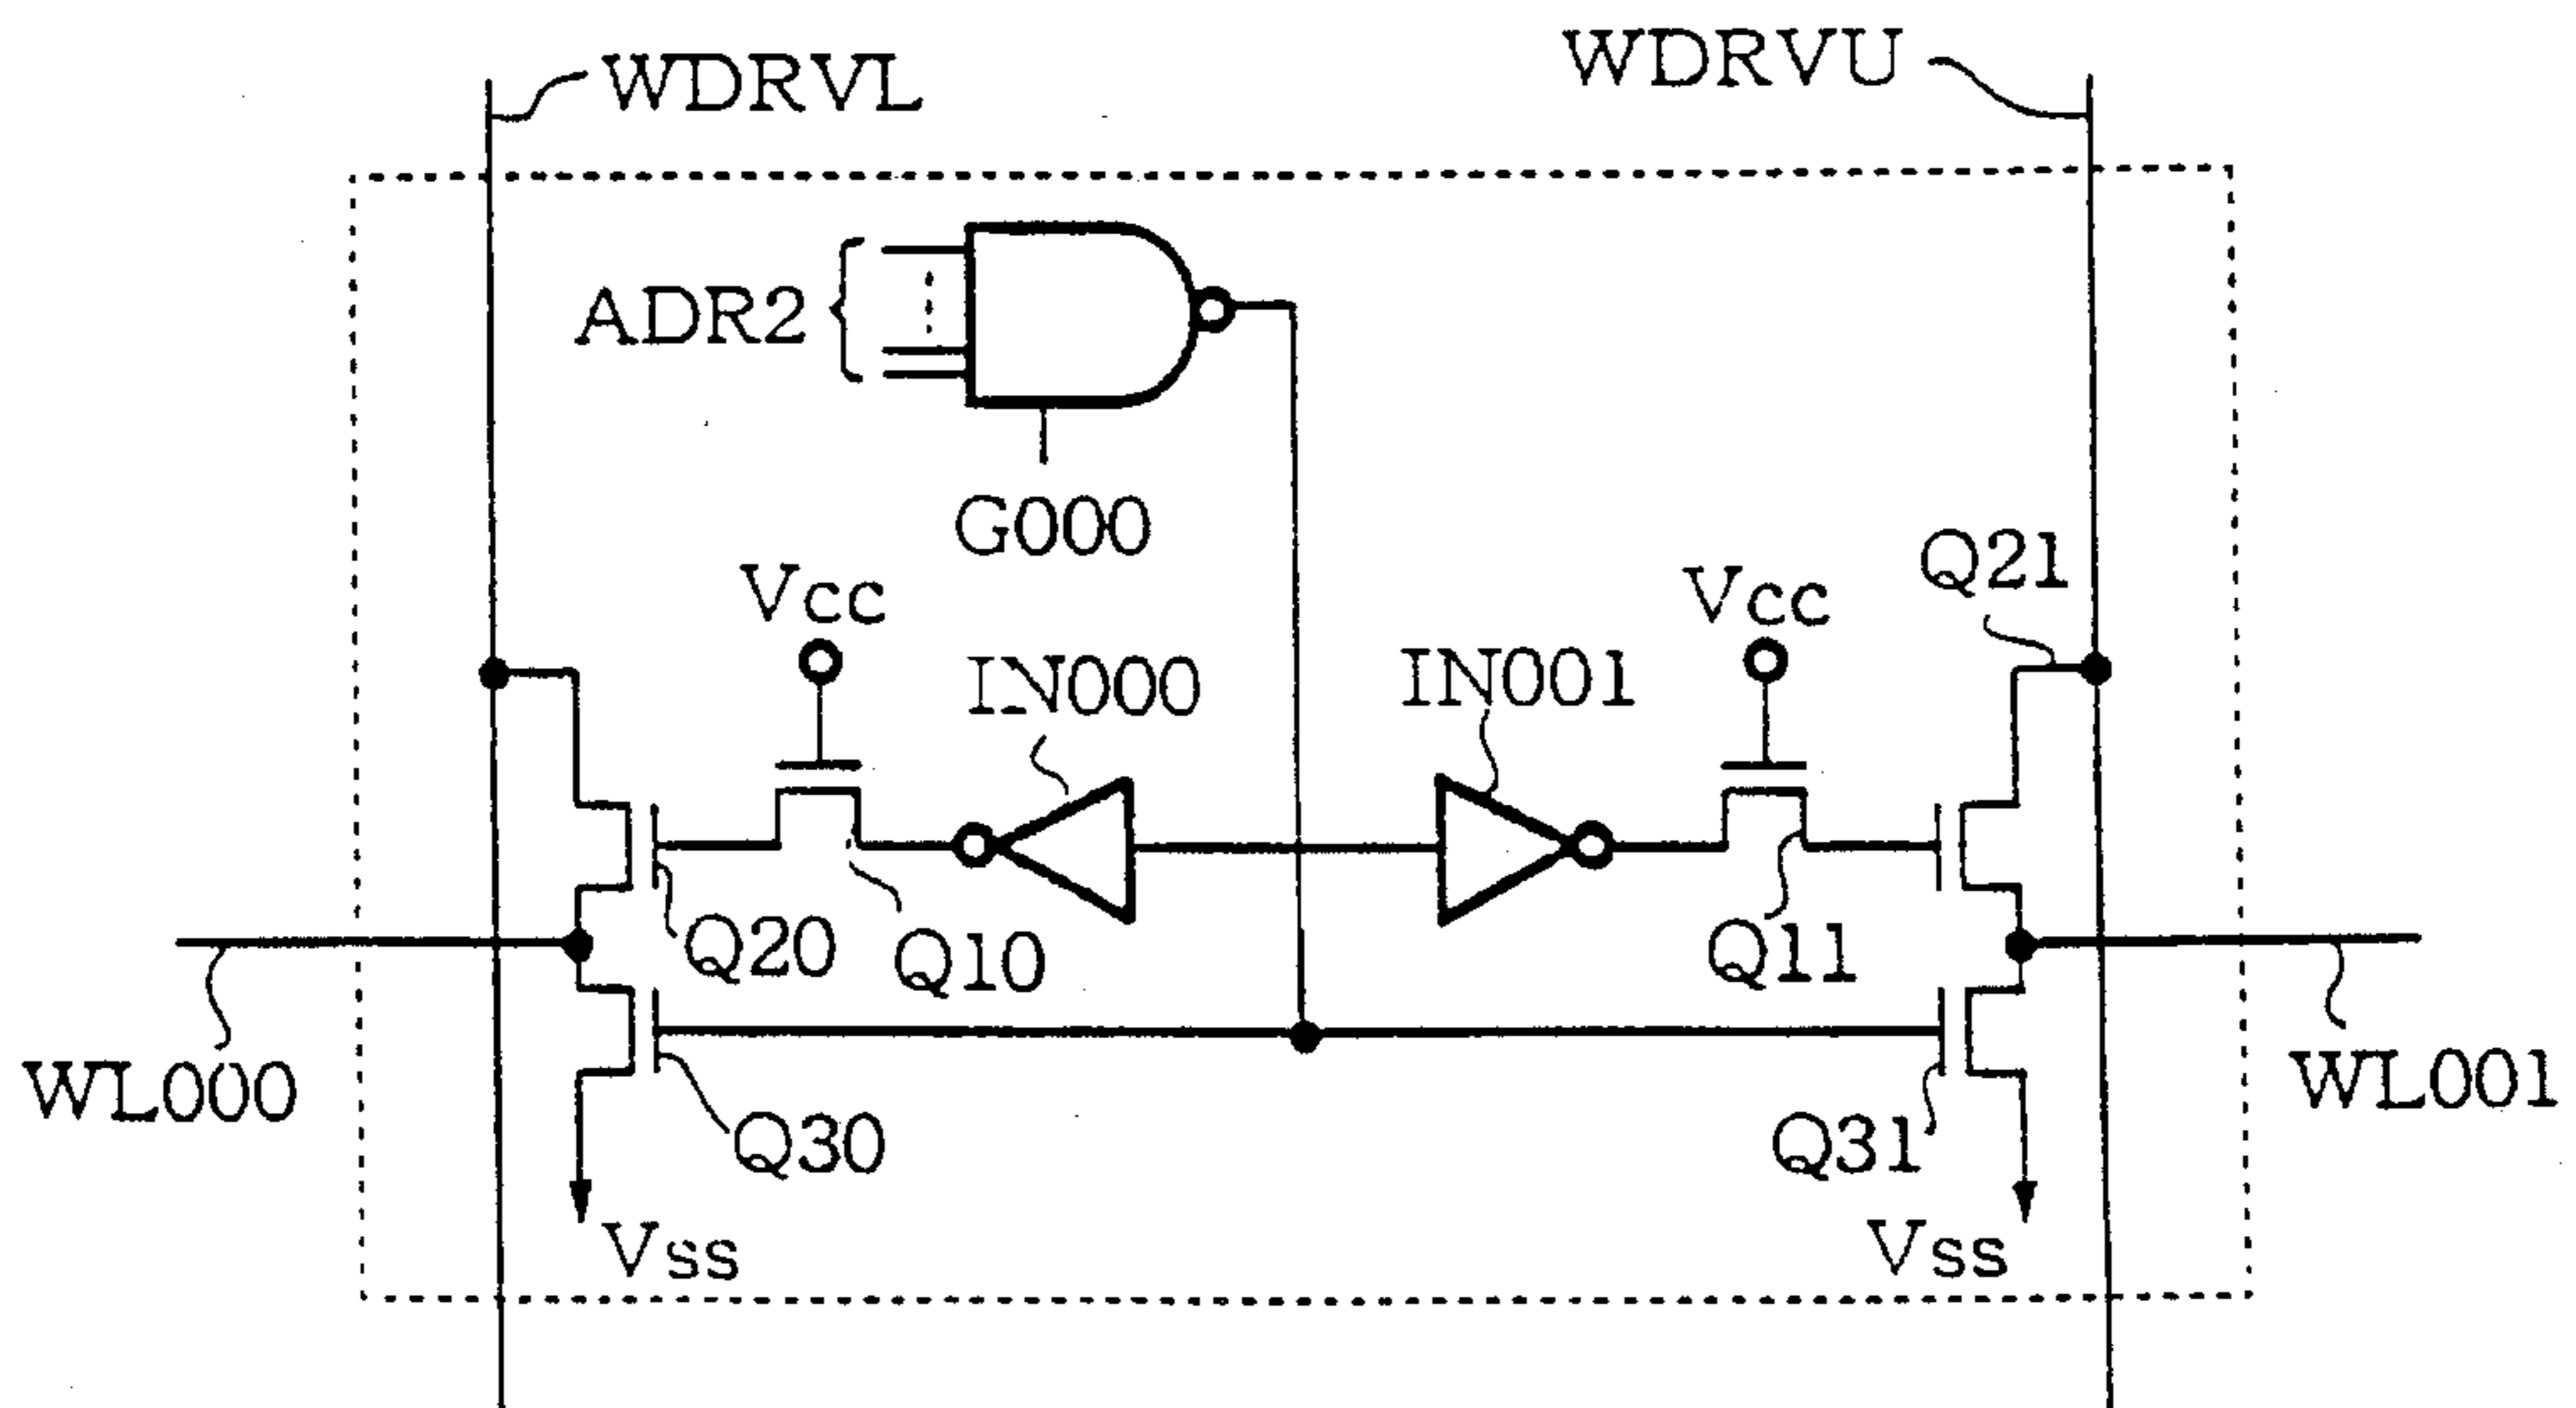 WDRVL
WDRVU
ADR2
G000
Vcc
Vcc
Q21
IN000
IN001
Q20
Q10
Q11
WL000
WL001
Q30
Q31
Vss
Vss